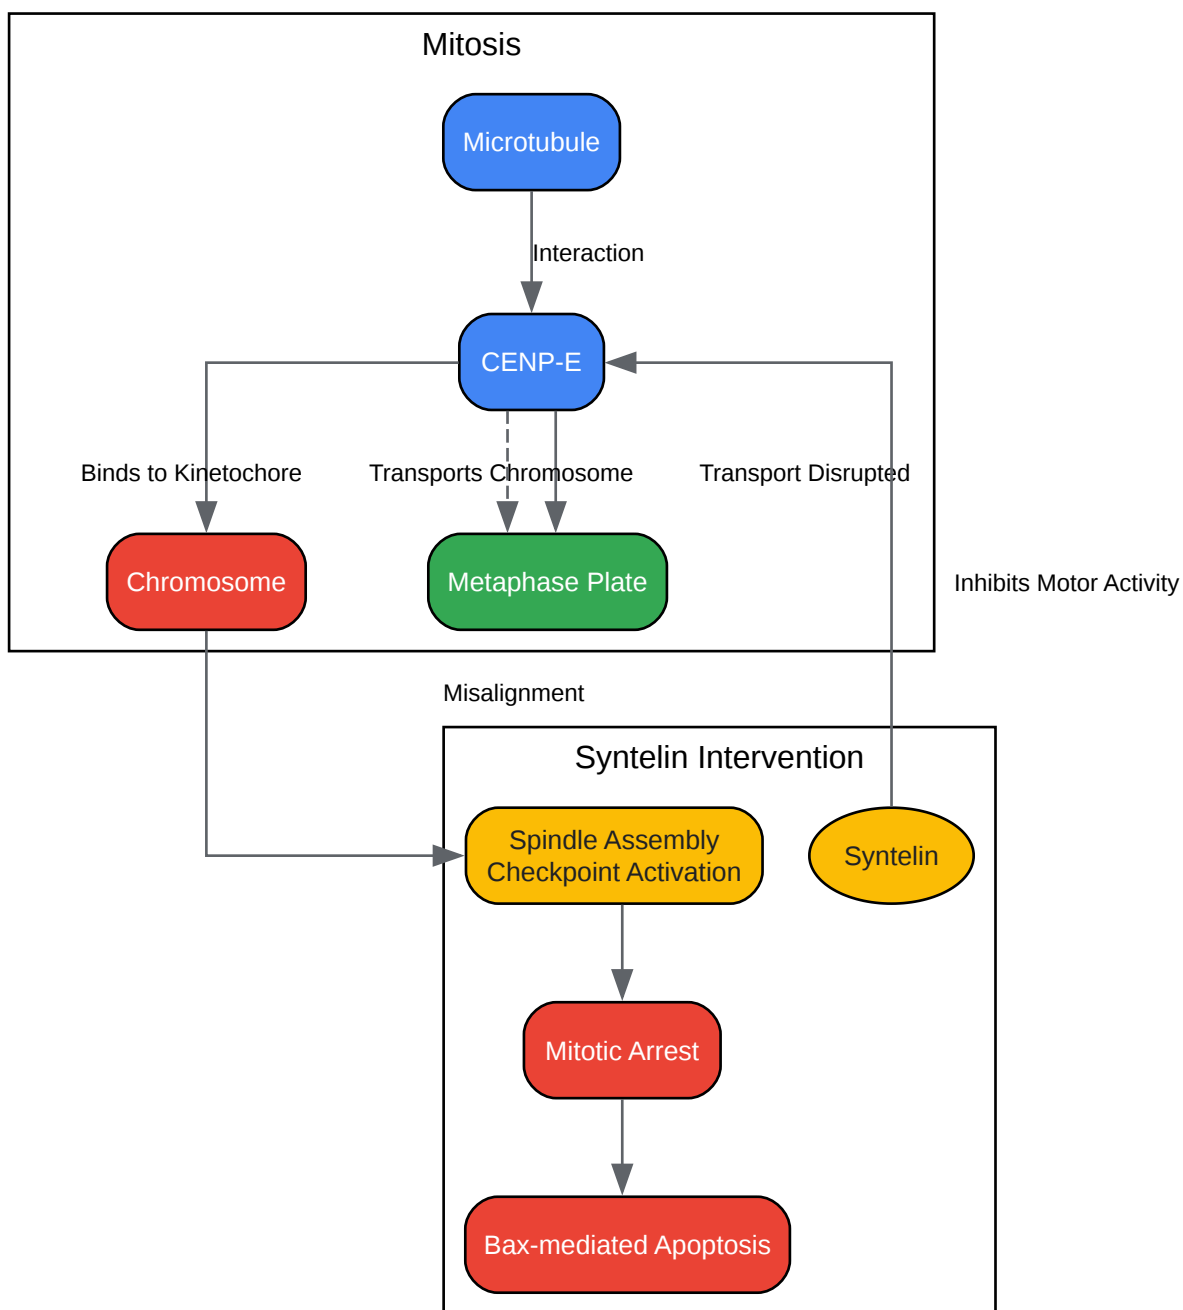 Mitosis
Microtubule
Interaction
CENP-E
Binds to Kinetochore
Transports Chromosome
Transport Disrupted
Chromosome
Metaphase Plate
Inhibits Motor Activity
Misalignment
Syntelin Intervention
Spindle Assembly
Checkpoint Activation
Syntelin
Mitotic Arrest
Bax-mediated Apoptosis